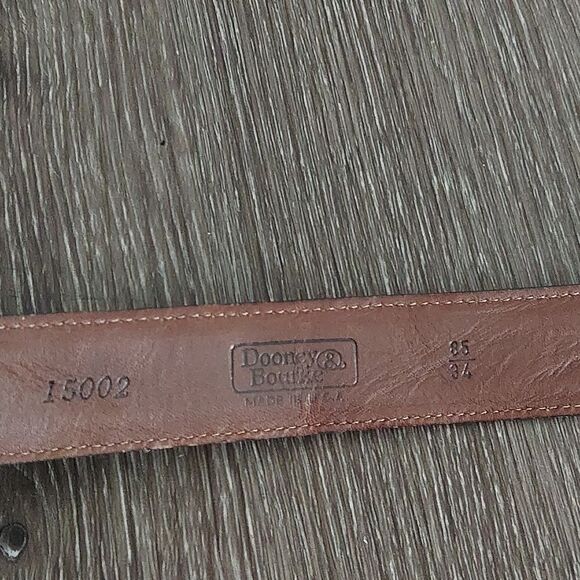 15002
Dooney &
Bourke
MADE IN U.S.A.
85
34